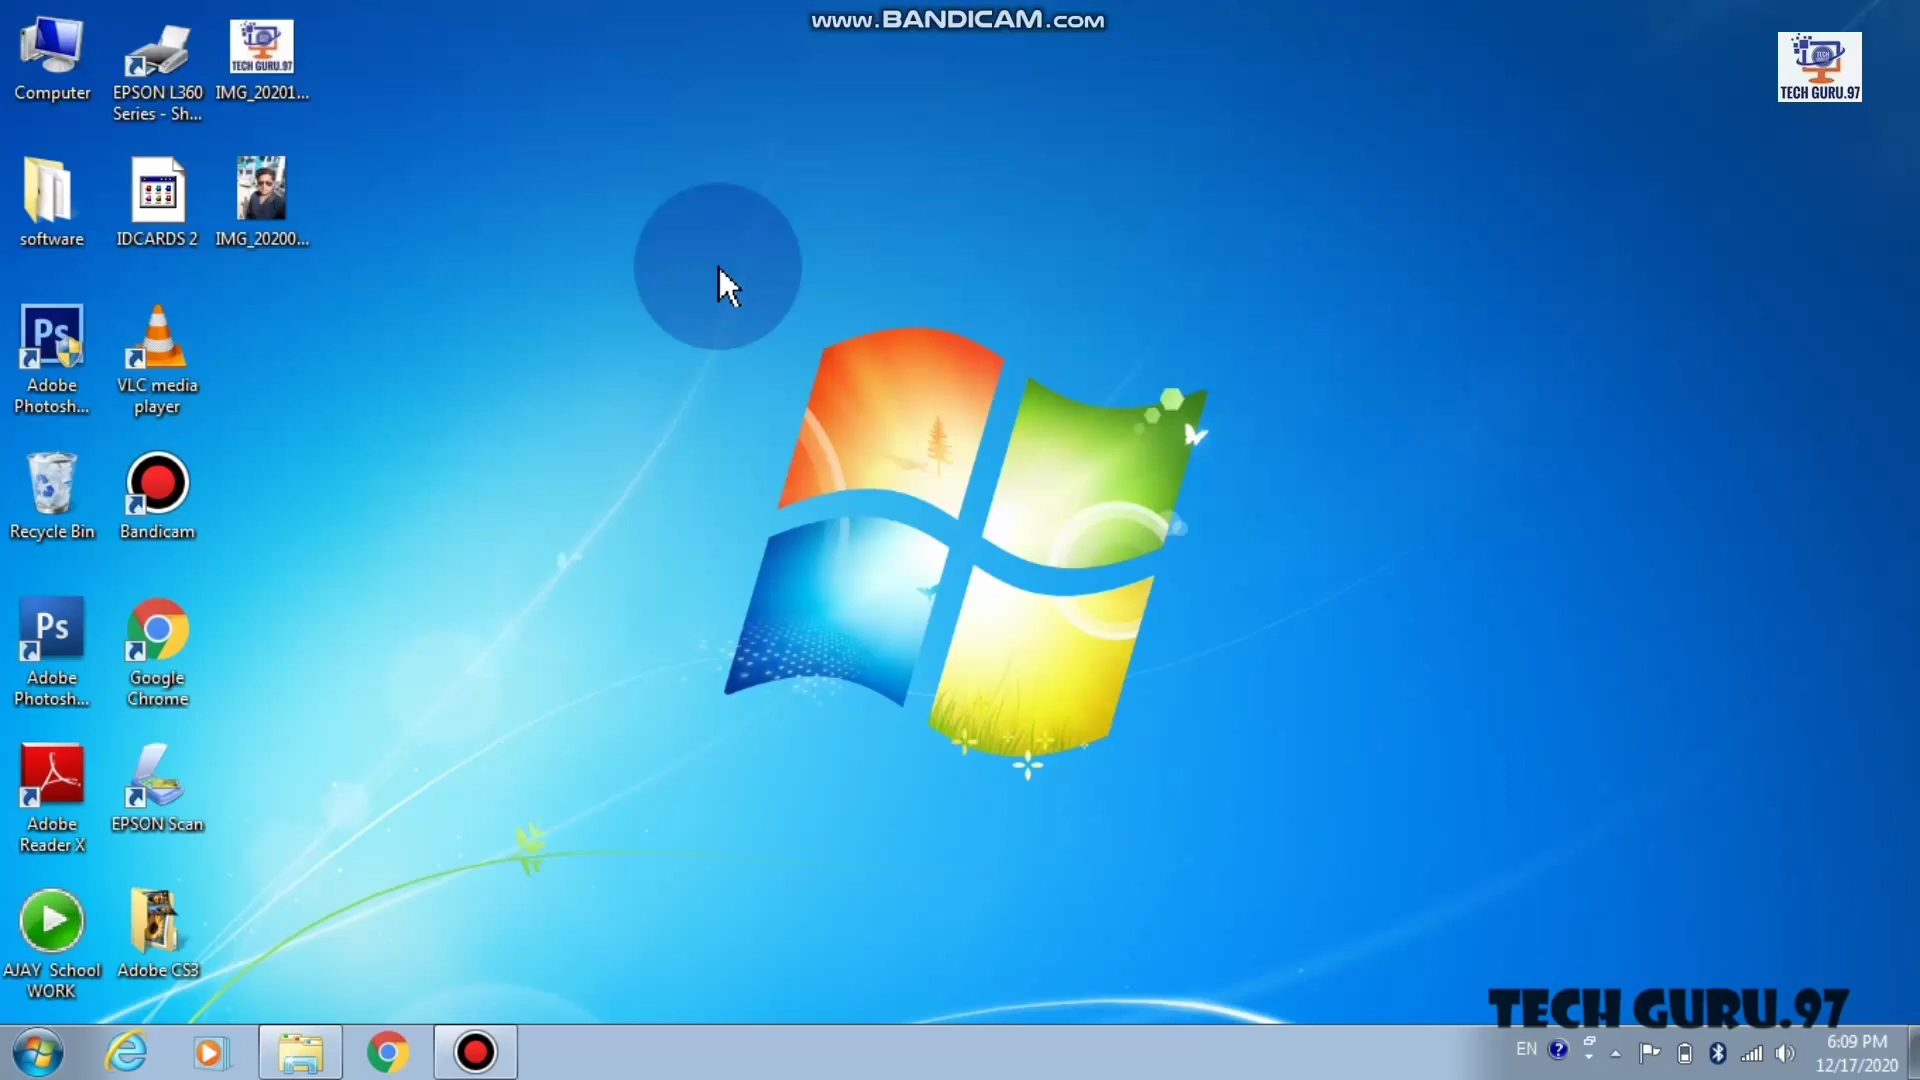 www.BANDICAM.COM
TECH GURU.97
TECH GURU.97
Computer
EPSON L360
Series - Sh...
IMG_20201...
software
IDCARDS 2
IMG_20200...
Ps
Adobe
Photosh...
VLC media
player
Recycle Bin
Bandicam
Ps
Adobe
Photosh...
Google
Chrome
Adobe
Reader X
EPSON Scan
AJAY School
WORK
Adobe CS3
TECH GURU.97
EN
6:09 PM
12/17/2020